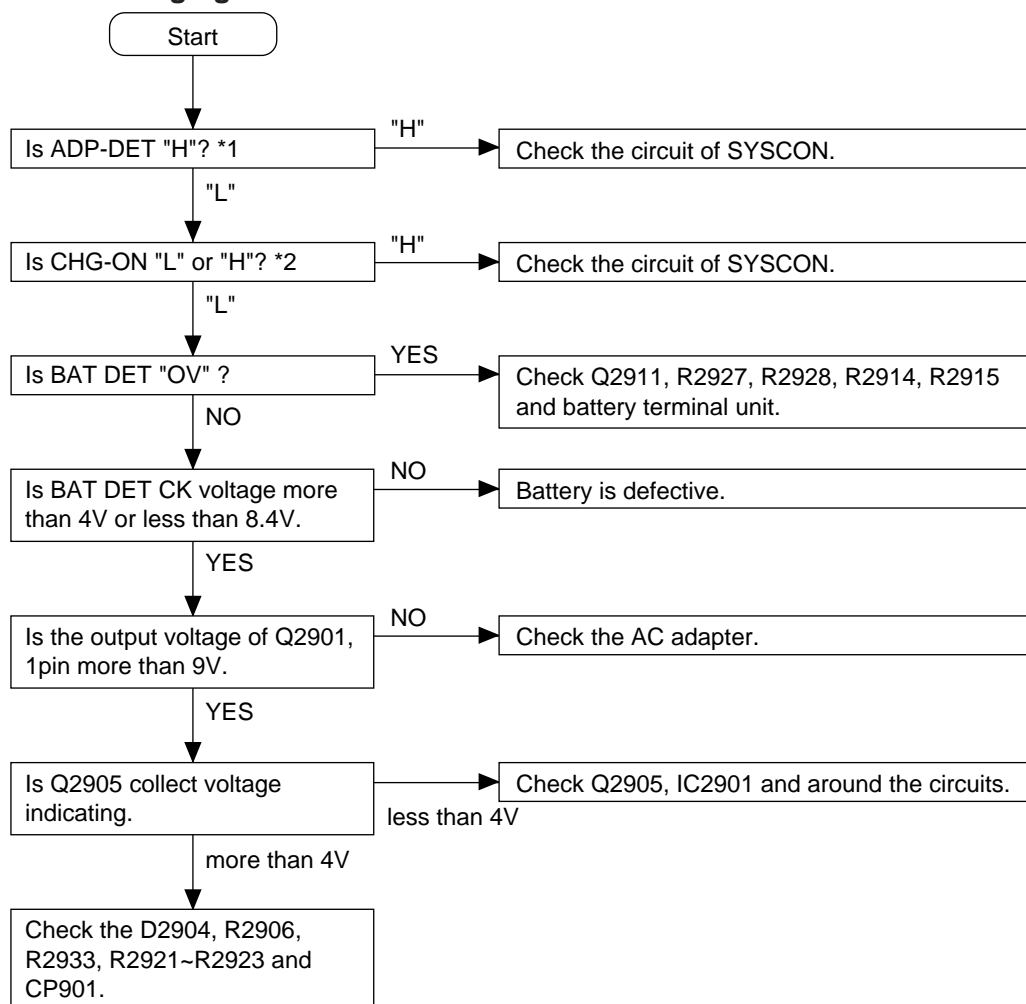 Start
Is ADP-DET "H"? *1
"H"
Check the circuit of SYSCON.
"L"
Is CHG-ON "L" or "H"? *2
"H"
Check the circuit of SYSCON.
"L"
Is BAT DET "OV" ?
YES
Check Q2911, R2927, R2928, R2914, R2915
and battery terminal unit.
NO
Is BAT DET CK voltage more
than 4V or less than 8.4V.
NO
Battery is defective.
YES
Is the output voltage of Q2901,
1pin more than 9V.
NO
Check the AC adapter.
YES
Is Q2905 collect voltage
indicating.
less than 4V
Check Q2905, IC2901 and around the circuits.
more than 4V
Check the D2904, R2906,
R2933, R2921~R2923 and
CP901.